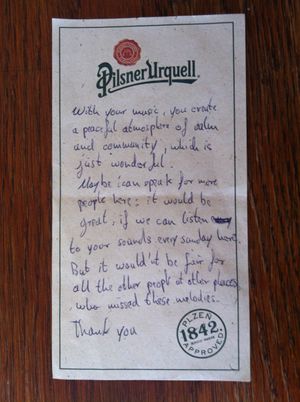 Pilsner Urquell
With your music, you create
a peaceful atmosphere of calm
and community, which is
just wonderful.
Maybe i can speak for more
people here: it would be
great, if we can listen
to your sounds every sunday here.
But it would't be fair for
all the other people at other places,
who missed these melodies.
Thank you
PLZEN
1842
APPROVED